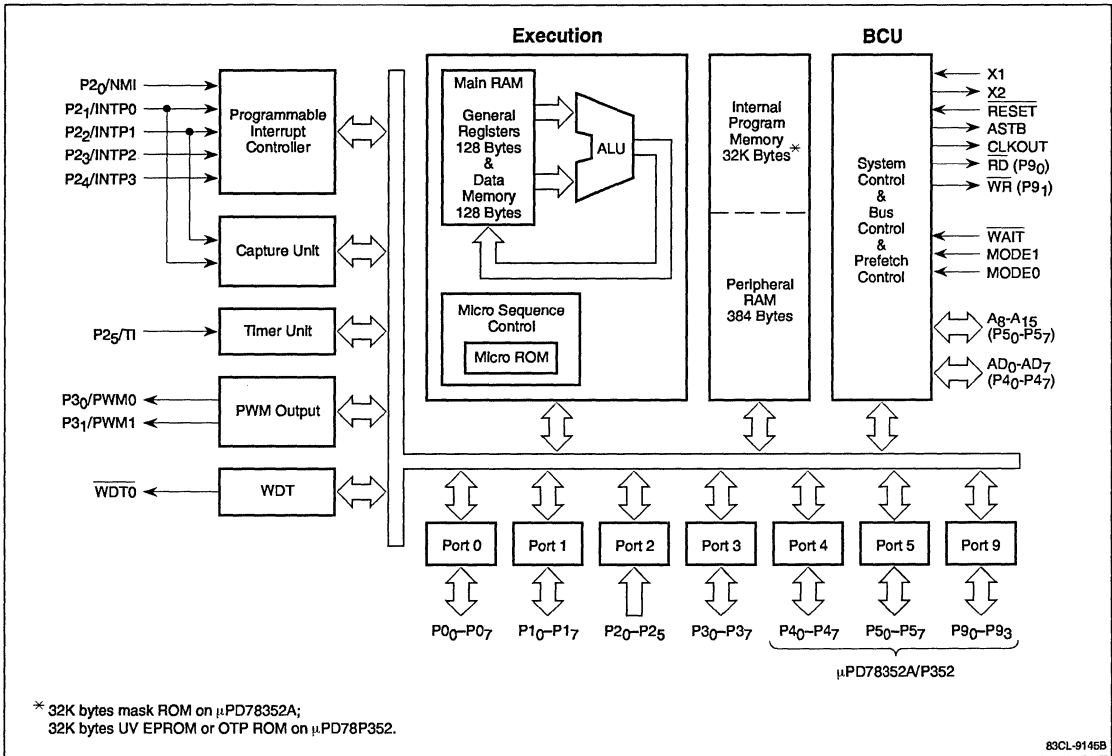 Execution
BCU
P2₀/NMI
P2₁/INTP0
P2₂/INTP1
P2₃/INTP2
P2₄/INTP3
Programmable
Interrupt
Controller
Capture Unit
P2₅/TI
Timer Unit
P3₀/PWM0
P3₁/PWM1
PWM Output
WDT0
WDT
Main RAM
General
Registers
128 Bytes
&
Data
Memory
128 Bytes
ALU
Micro Sequence
Control
Micro ROM
Internal
Program
Memory
32K Bytes*
Peripheral
RAM
384 Bytes
System
Control
&
Bus
Control
&
Prefetch
Control
X1
X2
RESET
ASTB
CLKOUT
RD (P9₀)
WR (P9₁)
WAIT
MODE1
MODE0
A₈-A₁₅
(P5₀-P5₇)
AD₀-AD₇
(P4₀-P4₇)
Port 0
Port 1
Port 2
Port 3
Port 4
Port 5
Port 9
P0₀–P0₇
P1₀–P1₇
P2₀–P2₅
P3₀–P3₇
P4₀–P4₇
P5₀–P5₇
P9₀–P9₃
µPD78352A/P352
* 32K bytes mask ROM on µPD78352A;
32K bytes UV EPROM or OTP ROM on µPD78P352.
83CL-9145B